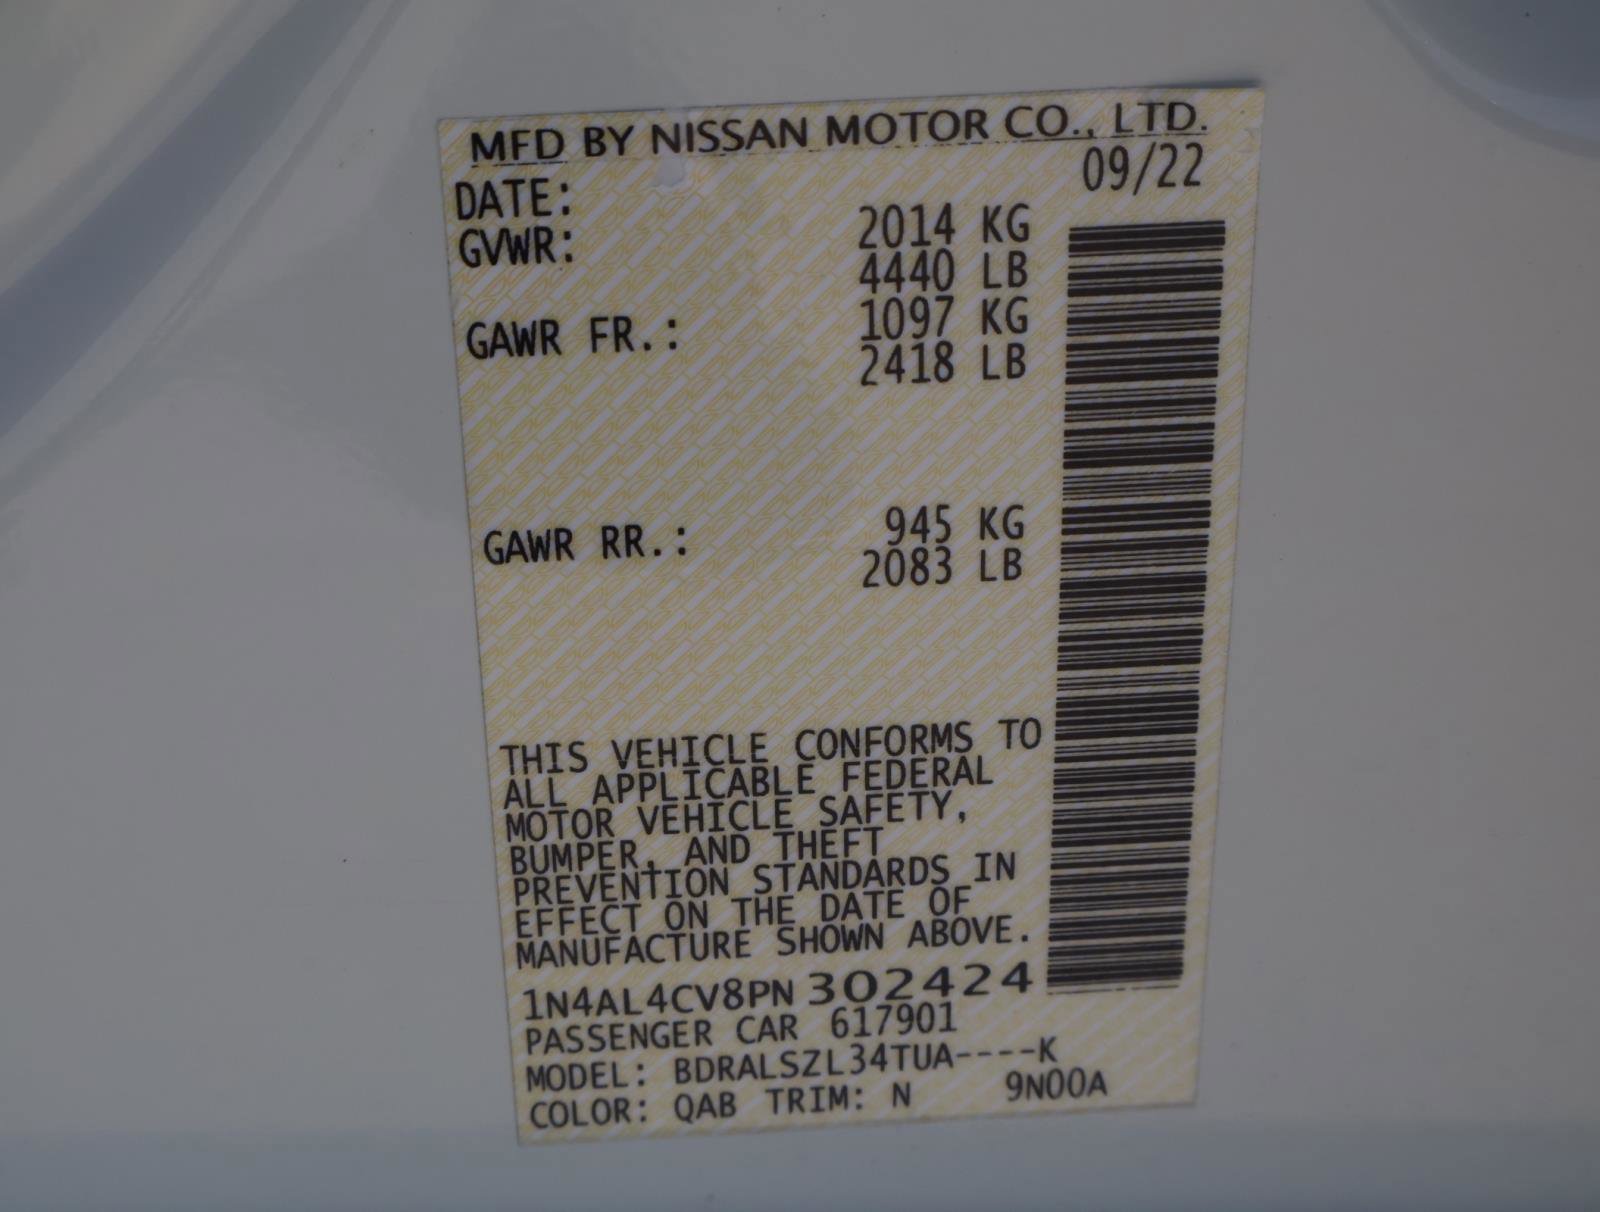 MFD BY NISSAN MOTOR CO., LTD.
DATE: 09/22
GVWR: 2014 KG
4440 LB
GAWR FR.: 1097 KG
2418 LB
GAWR RR.: 945 KG
2083 LB
THIS VEHICLE CONFORMS TO
ALL APPLICABLE FEDERAL
MOTOR VEHICLE SAFETY,
BUMPER, AND THEFT
PREVENTION STANDARDS IN
EFFECT ON THE DATE OF
MANUFACTURE SHOWN ABOVE.
1N4AL4CV8PN 302424
PASSENGER CAR 617901
MODEL: BDRALSZL34TUA----K
COLOR: QAB TRIM: N 9N00A